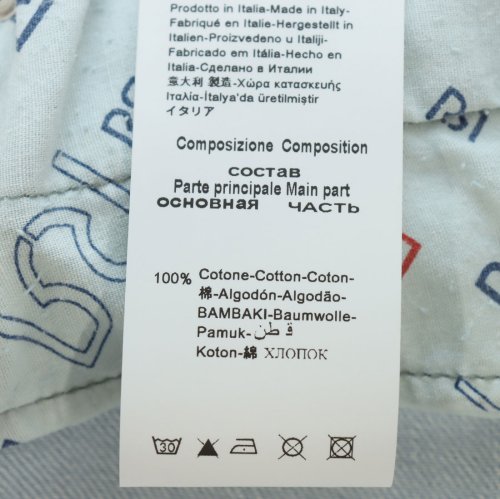 Prodotto in Italia-Made in Italy-
Fabriqué en Italie-Hergestellt in
Italien-Proizvedeno u Italiji-
Fabricado em Itália-Hecho en
Italia-Сделано в Италии
意大利 製造-Χώρα κατασκευής
Ιταλία-İtalya'da üretilmiştir
イタリア
Composizione Composition
состав
Parte principale Main part
основная часть
100% Cotone-Cotton-Coton-
棉-Algodón-Algodão-
BAMBAKI-Baumwolle-
Pamuk- قطن
Koton-綿 ХЛОПОК
30